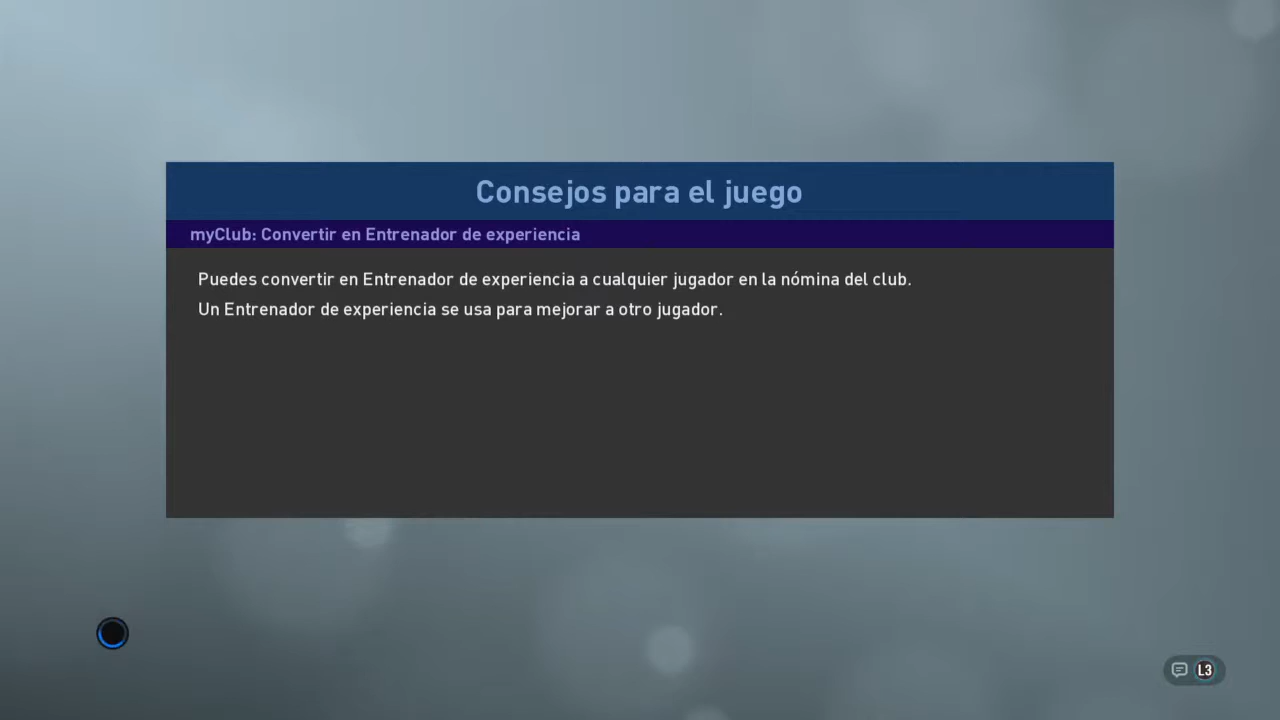 Consejos para el juego
myClub: Convertir en Entrenador de experiencia
Puedes convertir en Entrenador de experiencia a cualquier jugador en la nómina del club.
Un Entrenador de experiencia se usa para mejorar a otro jugador.
L3